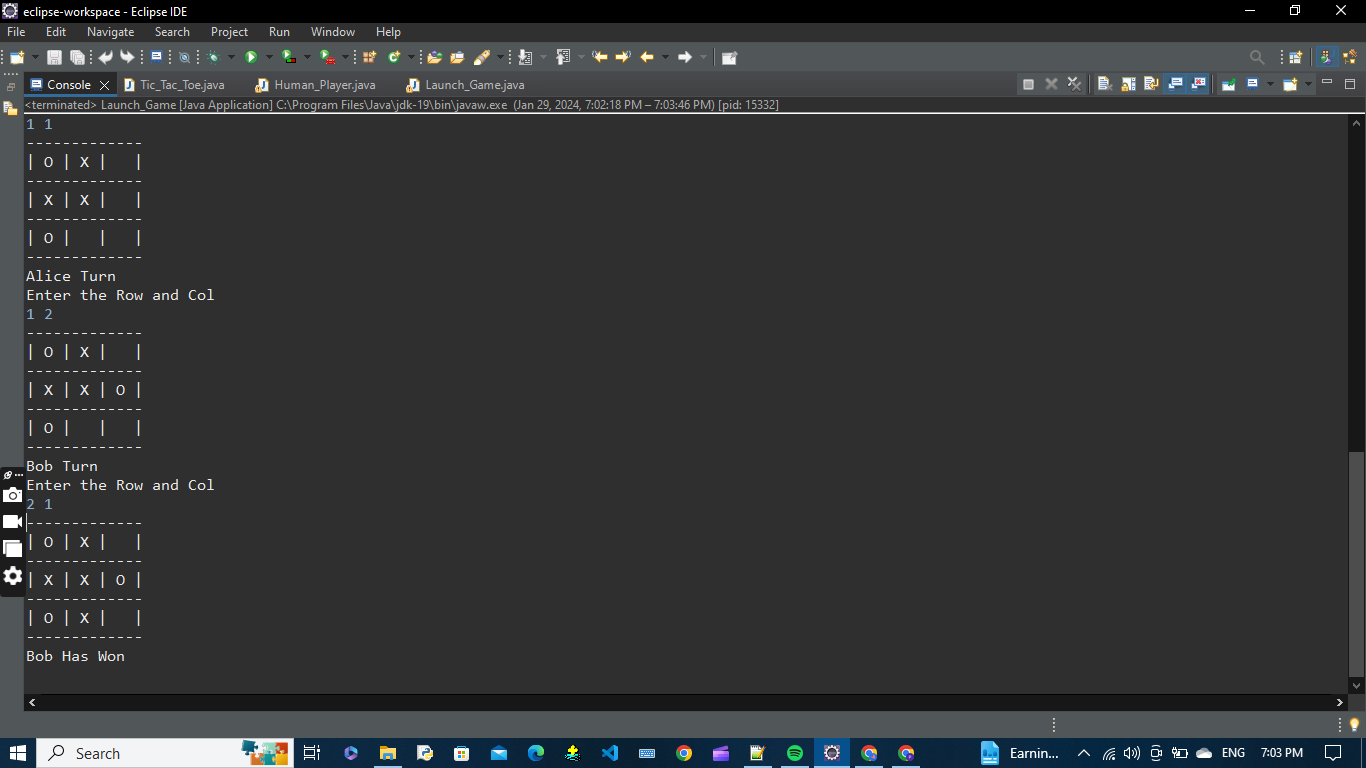 eclipse-workspace - Eclipse IDE
File Edit Navigate Search Project Run Window Help
Console Tic_Tac_Toe.java Human_Player.java Launch_Game.java
<terminated> Launch_Game [Java Application] C:\Program Files\Java\jdk-19\bin\javaw.exe (Jan 29, 2024, 7:02:18 PM – 7:03:46 PM) [pid: 15332]
1 1
-------------
| O | X |   |
-------------
| X | X |   |
-------------
| O |   |   |
-------------
Alice Turn
Enter the Row and Col
1 2
-------------
| O | X |   |
-------------
| X | X | O |
-------------
| O |   |   |
-------------
Bob Turn
Enter the Row and Col
2 1
-------------
| O | X |   |
-------------
| X | X | O |
-------------
| O | X |   |
-------------
Bob Has Won
Search Earnin... ENG 7:03 PM